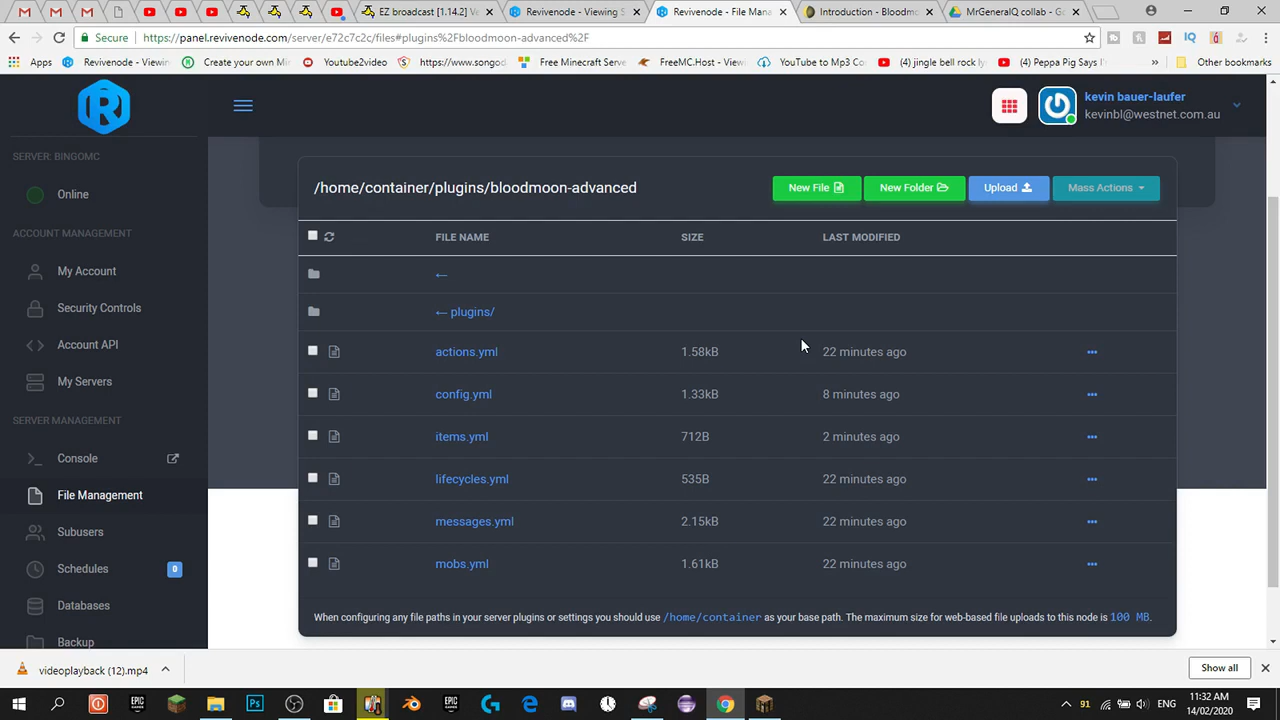 EZ broadcast [1.14.2] Ve
Revivenode - Viewing S
Revivenode - File Mana
Introduction - Bloodmo
MrGeneralQ collab - Go
Secure
https://panel.revivenode.com/server/e72c7c2c/files#plugins%2Fbloodmoon-advanced%2F
Apps
Revivenode - Viewin
Create your own Min
Youtube2video
https://www.songod
Free Minecraft Serve
FreeMC.Host - Viewi
YouTube to Mp3 Co
(4) jingle bell rock ly
(4) Peppa Pig Says I'
»
Other bookmarks
kevin bauer-laufer
kevinbl@westnet.com.au
SERVER: BINGOMC
Online
ACCOUNT MANAGEMENT
My Account
Security Controls
Account API
My Servers
SERVER MANAGEMENT
Console
File Management
Subusers
Schedules 0
Databases
Backup
/home/container/plugins/bloodmoon-advanced
New File
New Folder
Upload
Mass Actions
FILE NAME SIZE LAST MODIFIED
←
← plugins/
actions.yml 1.58kB 22 minutes ago
config.yml 1.33kB 8 minutes ago
items.yml 712B 2 minutes ago
lifecycles.yml 535B 22 minutes ago
messages.yml 2.15kB 22 minutes ago
mobs.yml 1.61kB 22 minutes ago
When configuring any file paths in your server plugins or settings you should use /home/container as your base path. The maximum size for web-based file uploads to this node is 100 MB.
videoplayback (12).mp4
Show all
91
ENG
11:32 AM
14/02/2020